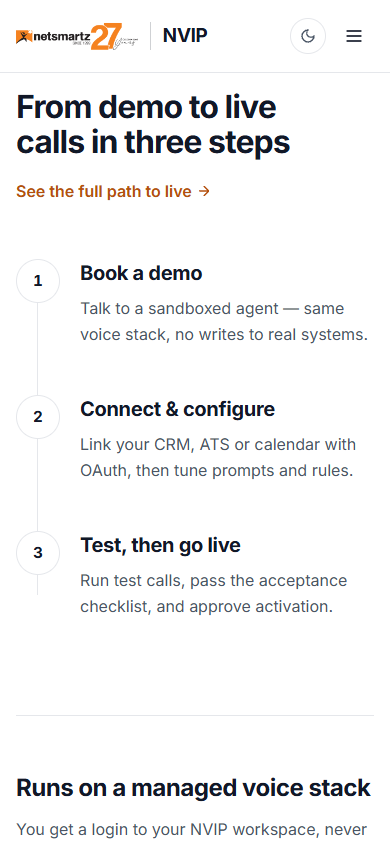 netsmartz 27
SINCE 1999
NVIP
From demo to live
calls in three steps
See the full path to live →
1
Book a demo
Talk to a sandboxed agent — same
voice stack, no writes to real systems.
2
Connect & configure
Link your CRM, ATS or calendar with
OAuth, then tune prompts and rules.
3
Test, then go live
Run test calls, pass the acceptance
checklist, and approve activation.
Runs on a managed voice stack
You get a login to your NVIP workspace, never